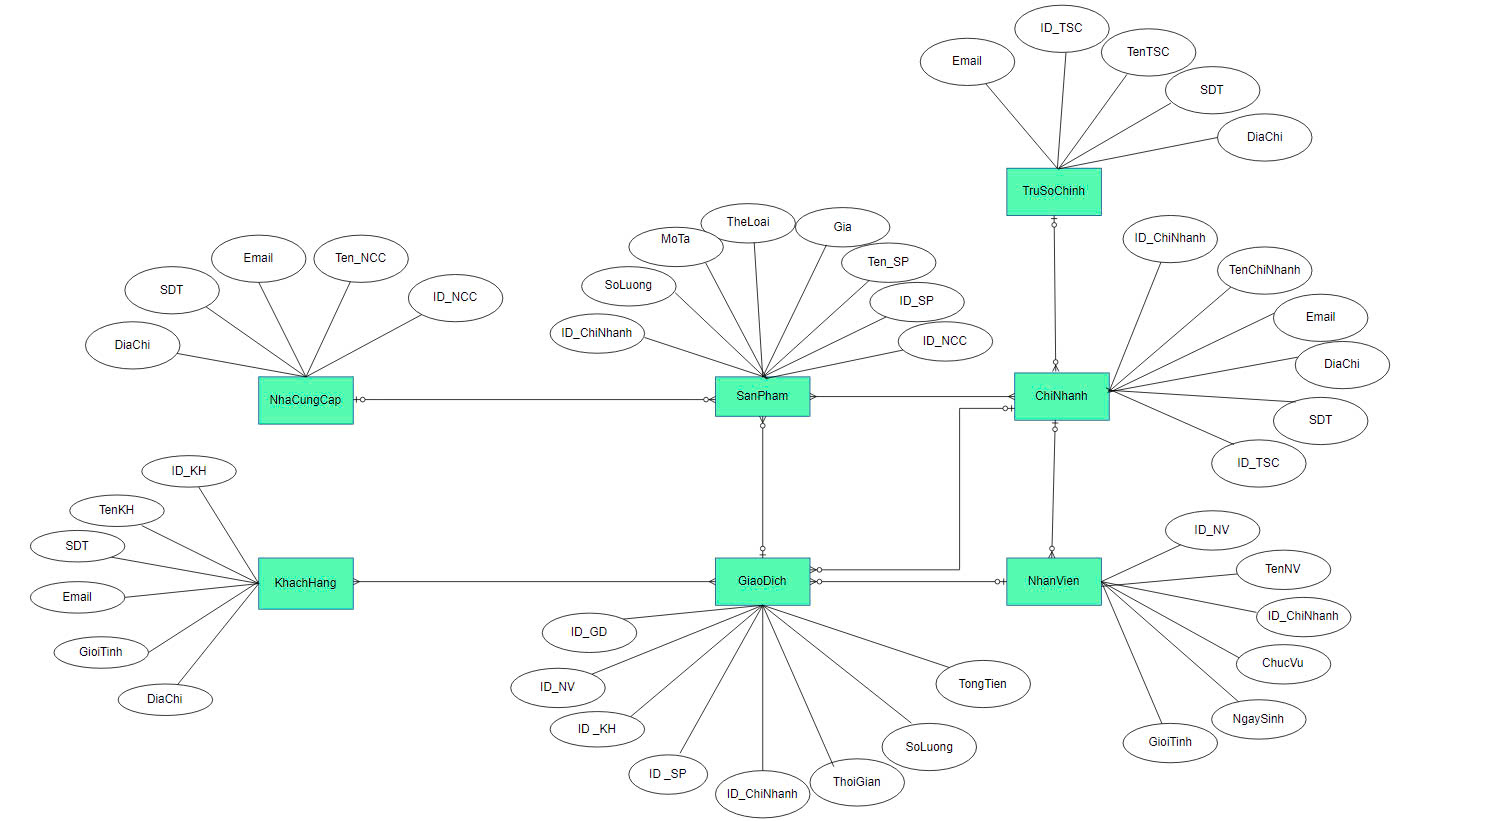 ID_TSC
TenTSC
Email
SDT
DiaChi
TruSoChinh
TheLoai
Gia
MoTa
Ten_SP
SoLuong
ID_SP
ID_ChiNhanh
ID_NCC
SanPham
Email
Ten_NCC
SDT
ID_NCC
DiaChi
NhaCungCap
ID_ChiNhanh
TenChiNhanh
Email
DiaChi
SDT
ID_TSC
ChiNhanh
ID_KH
TenKH
SDT
Email
GioiTinh
DiaChi
KhachHang
GiaoDich
ID_GD
ID_NV
ID _KH
ID _SP
ID_ChiNhanh
ThoiGian
SoLuong
TongTien
NhanVien
ID_NV
TenNV
ID_ChiNhanh
ChucVu
NgaySinh
GioiTinh